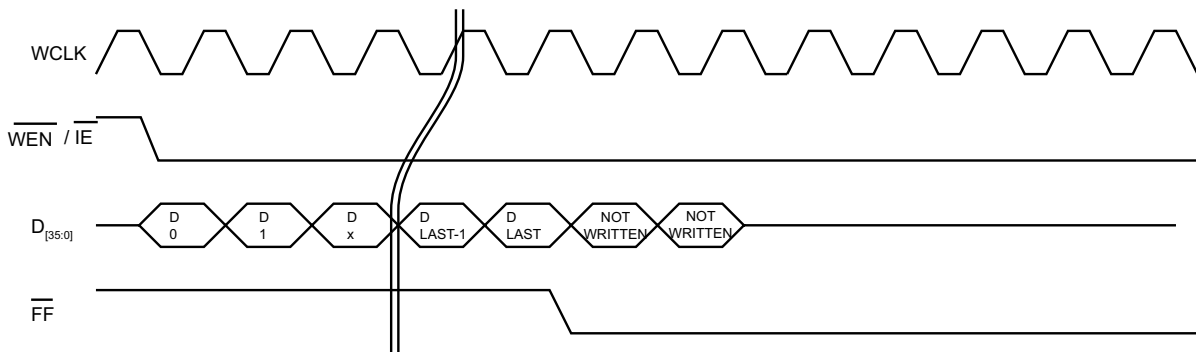 WCLK
WEN / IE
D[35:0]
D
0
D
1
D
x
D
LAST-1
D
LAST
NOT
WRITTEN
NOT
WRITTEN
FF